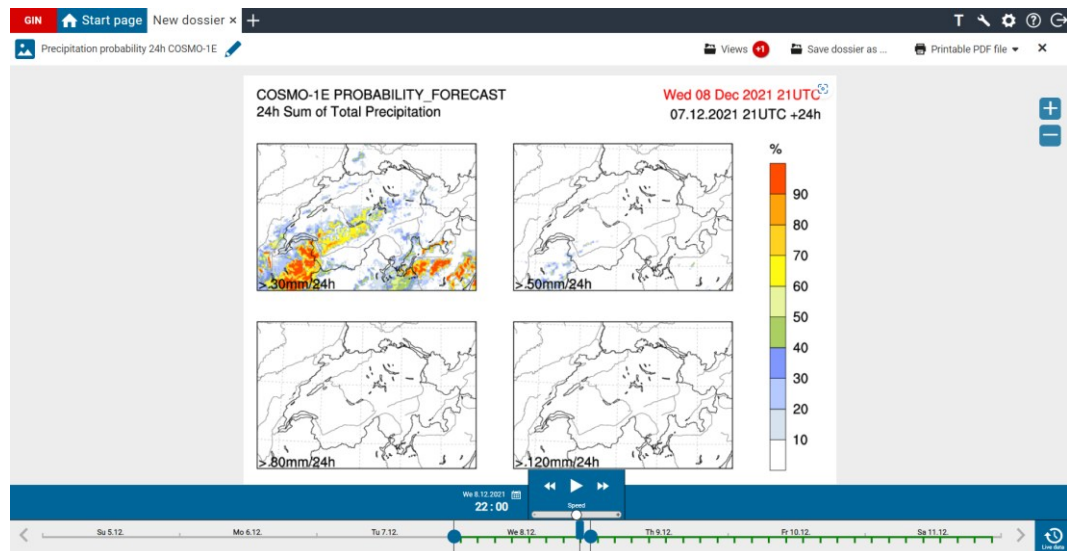 GIN Start page New dossier × +
T
Precipitation probability 24h COSMO-1E
Views +1 Save dossier as ... Printable PDF file ×
COSMO-1E PROBABILITY_FORECAST
24h Sum of Total Precipitation
Wed 08 Dec 2021 21UTC
07.12.2021 21UTC +24h
%
90
80
70
60
50
40
30
20
10
>.30mm/24h
>.50mm/24h
>.80mm/24h
>.120mm/24h
We 8.12.2021
22:00
Speed
Su 5.12. Mo 6.12. Tu 7.12. We 8.12. Th 9.12. Fr 10.12. Sa 11.12.
Live data